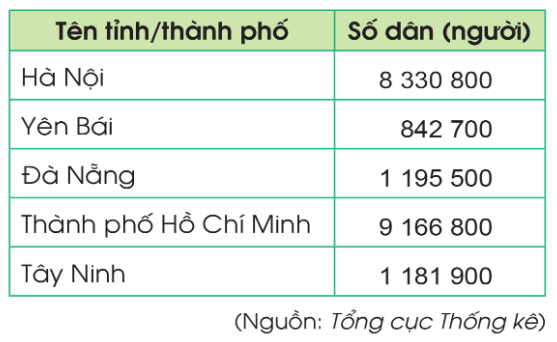 Tên tỉnh/thành phố Số dân (người)
Hà Nội 8 330 800
Yên Bái 842 700
Đà Nẵng 1 195 500
Thành phố Hồ Chí Minh 9 166 800
Tây Ninh 1 181 900
(Nguồn: Tổng cục Thống kê)